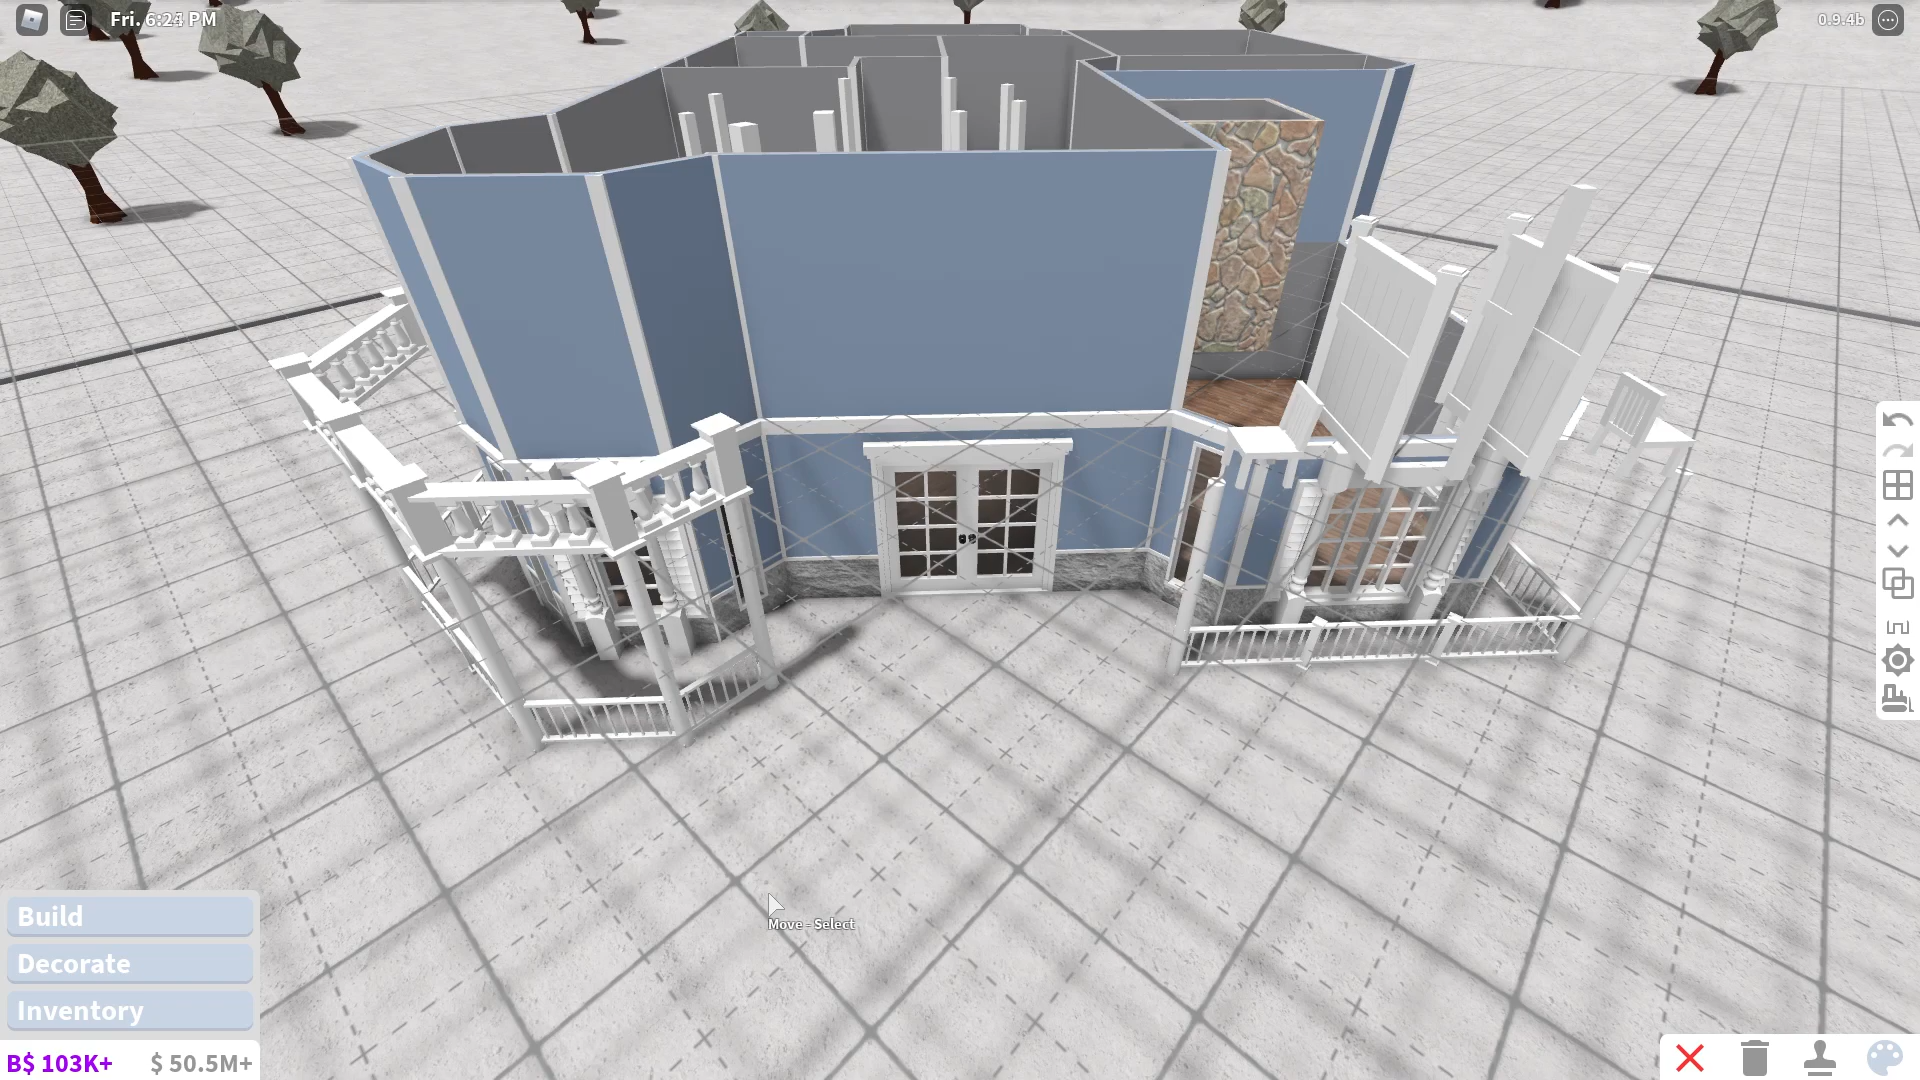 Fri. 6:24 PM
0.9.4b
Move - Select
Build
Decorate
Inventory
B$ 103K+
$ 50.5M+